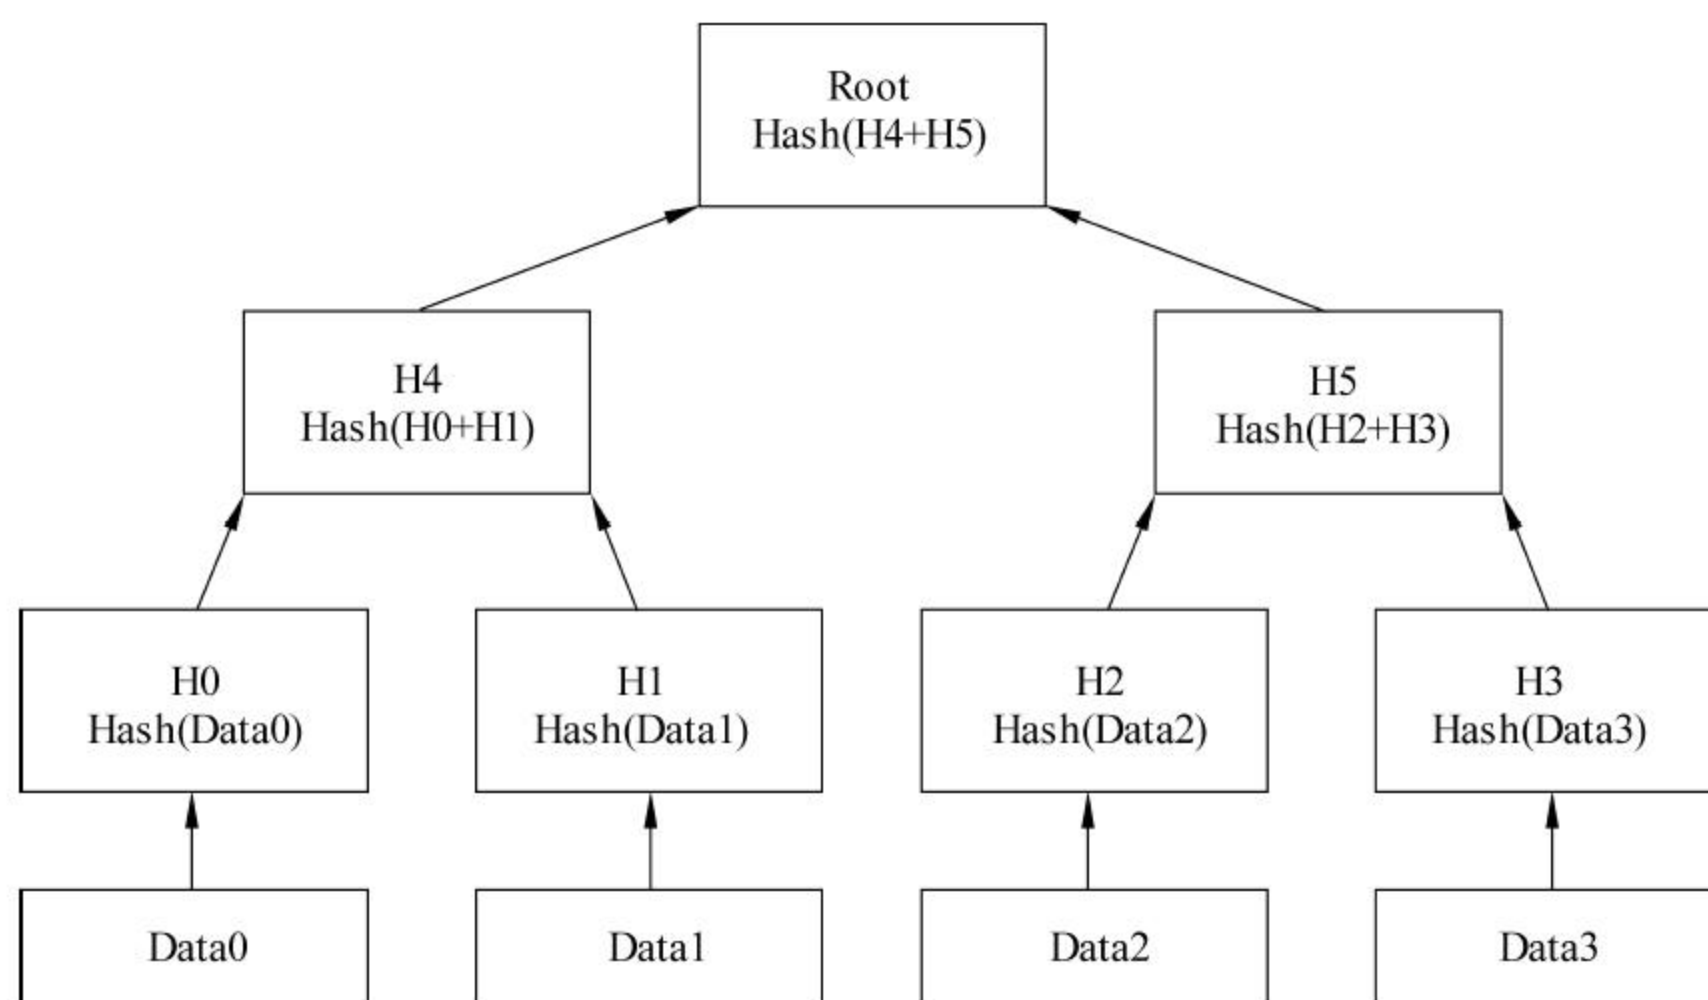 Root
Hash(H4+H5)
H4
Hash(H0+H1)
H5
Hash(H2+H3)
H0
Hash(Data0)
H1
Hash(Data1)
H2
Hash(Data2)
H3
Hash(Data3)
Data0
Data1
Data2
Data3